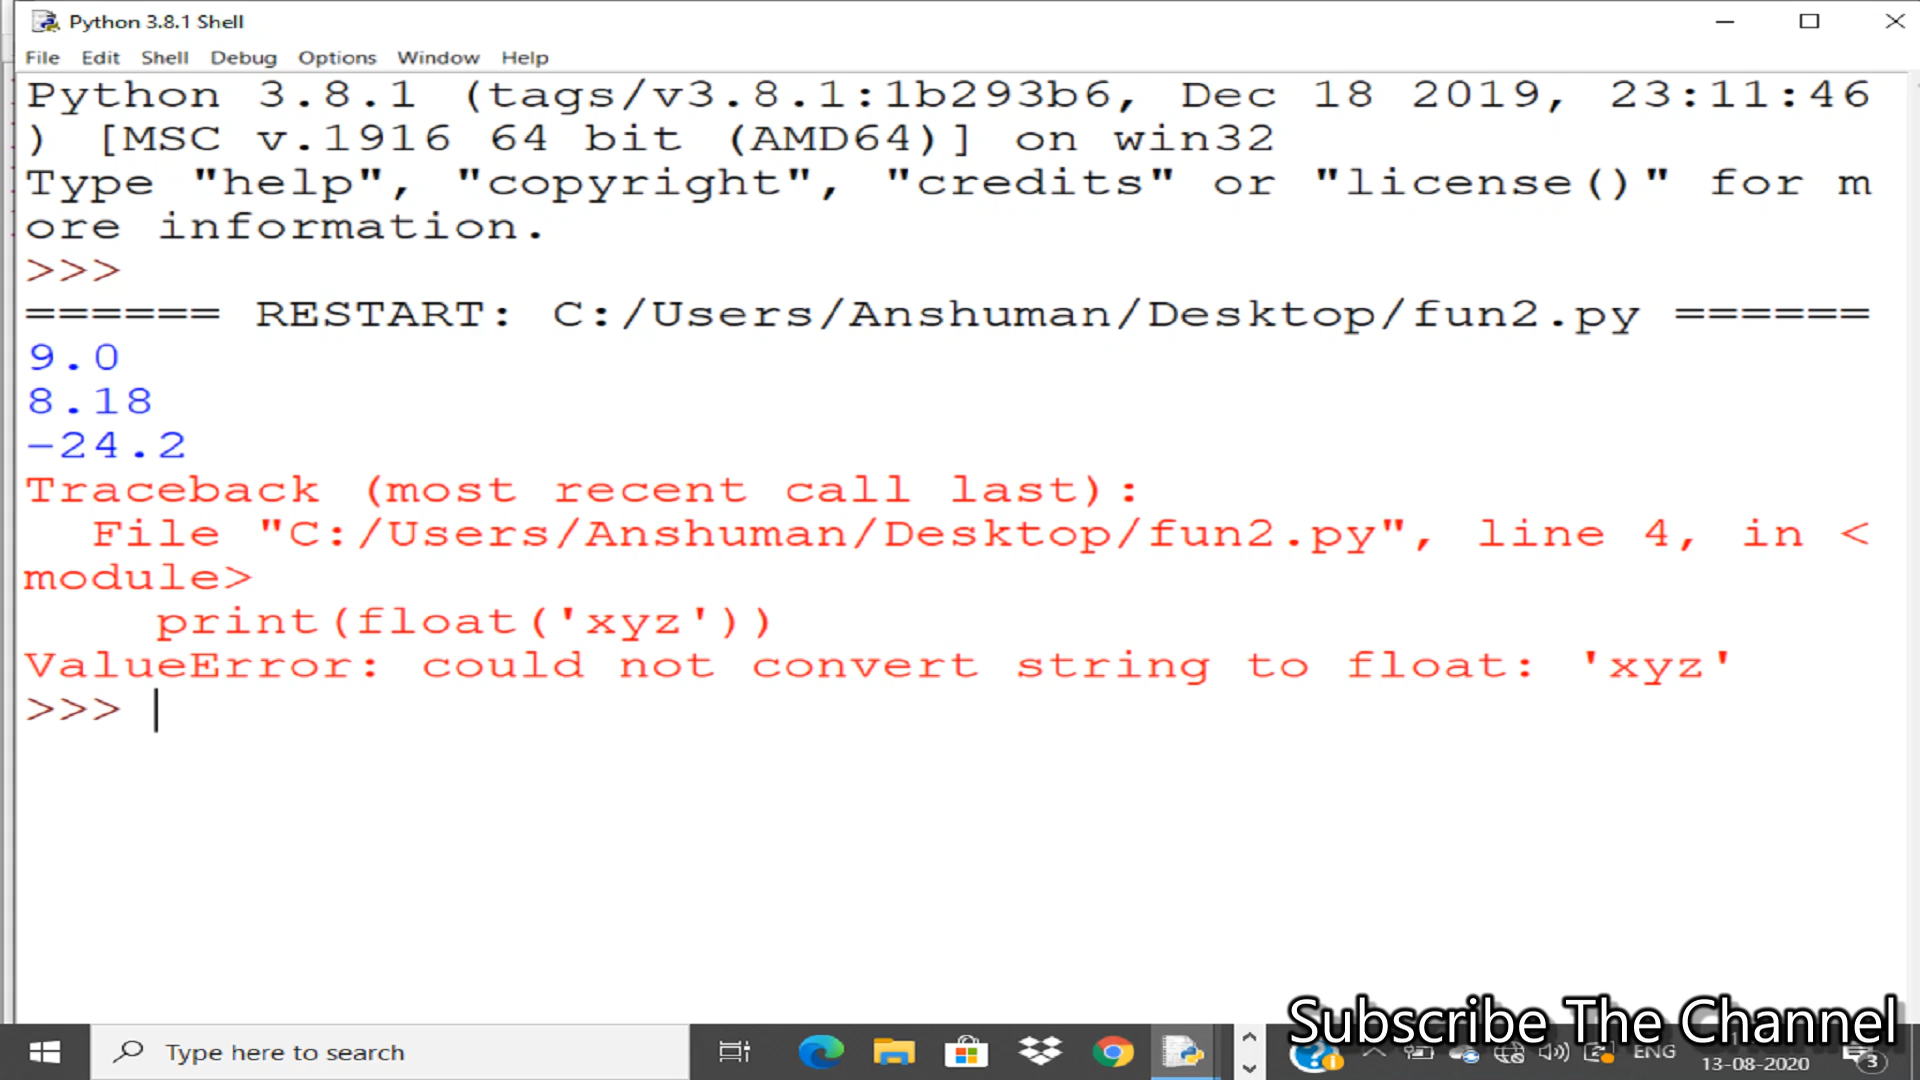 Python 3.8.1 Shell
File Edit Shell Debug Options Window Help
Python 3.8.1 (tags/v3.8.1:1b293b6, Dec 18 2019, 23:11:46
) [MSC v.1916 64 bit (AMD64)] on win32
Type "help", "copyright", "credits" or "license()" for m
ore information.
>>>
====== RESTART: C:/Users/Anshuman/Desktop/fun2.py ======
9.0
8.18
-24.2
Traceback (most recent call last):
  File "C:/Users/Anshuman/Desktop/fun2.py", line 4, in <
module>
    print(float('xyz'))
ValueError: could not convert string to float: 'xyz'
>>>
Subscribe The Channel
Type here to search
ENG
13-08-2020
3